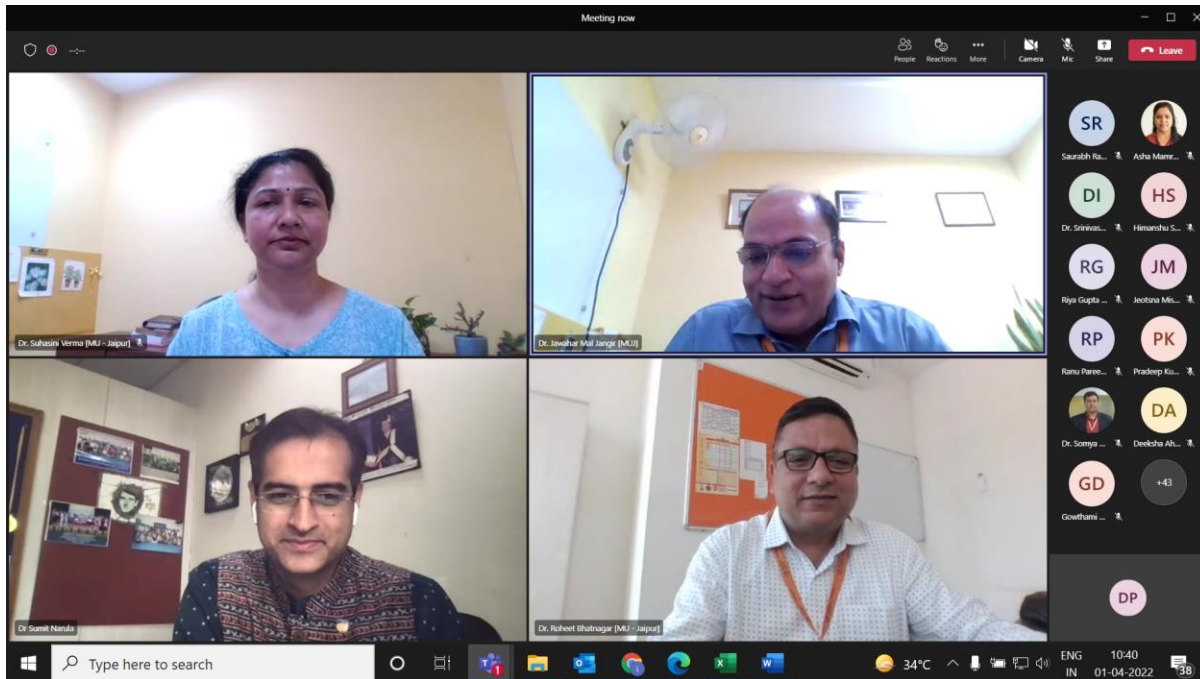 Meeting now
--:--
People
Reactions
More
Camera
Mic
Share
Leave
Dr. Suhasini Verma [MU - Jaipur]
Dr. Jawahar Mal Jangir [MUJ]
Dr Sumit Narula
Dr. Roheet Bhatnagar [MU - Jaipur]
SR
Saurabh Ra...
Asha Mamr...
DI
Dr. Srinivas...
HS
Himanshu S...
RG
Riya Gupta ...
JM
Jeotsna Mis...
RP
Ranu Paree...
PK
Pradeep Ku...
Dr. Somya ...
DA
Deeksha Ah...
GD
Gowthami ...
+43
DP
Type here to search
1
34°C
ENG
IN
10:40
01-04-2022
38